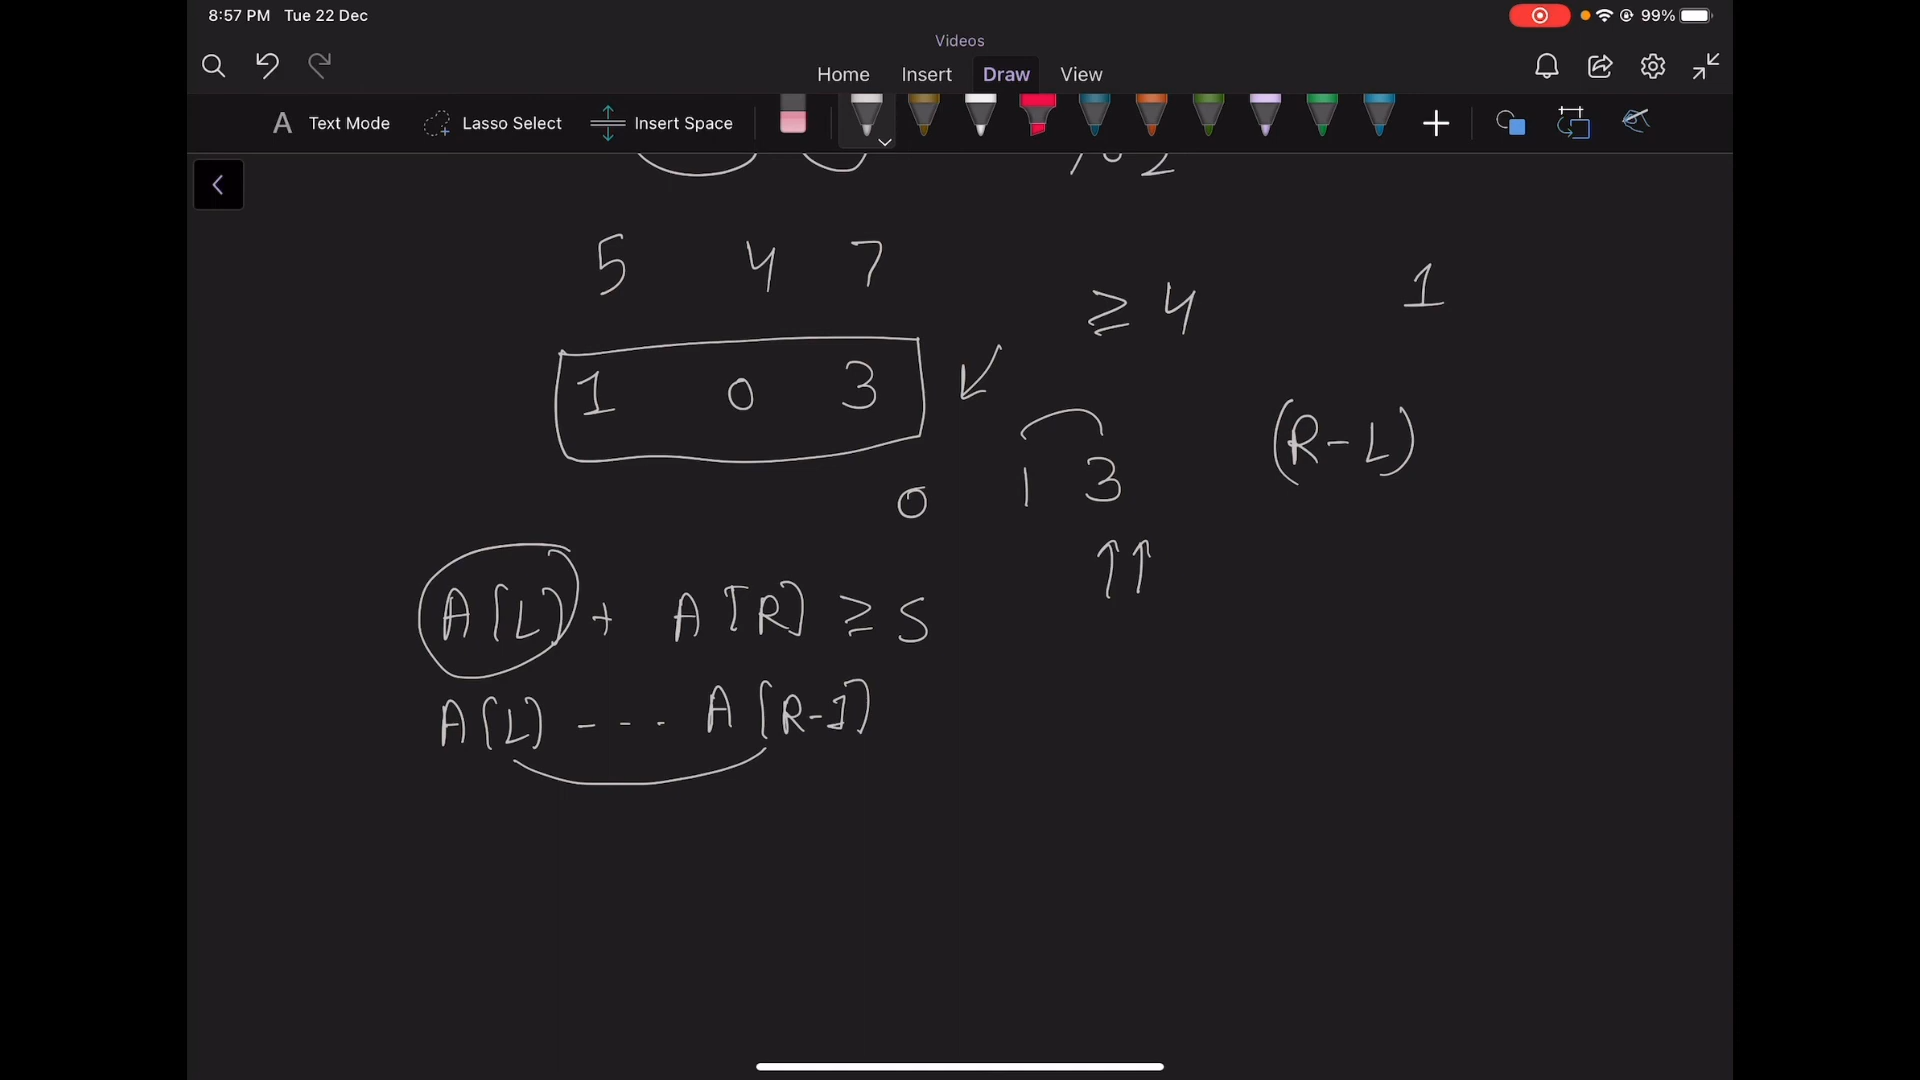 8:57 PM Tue 22 Dec 99%
Videos
Home Insert Draw View
A Text Mode Lasso Select Insert Space
5 4 7
≥ 4
1
1 0 3
(R-L)
0 1 3
↑↑
A[L] + A[R] ≥ S
A[L] --- A[R-1]